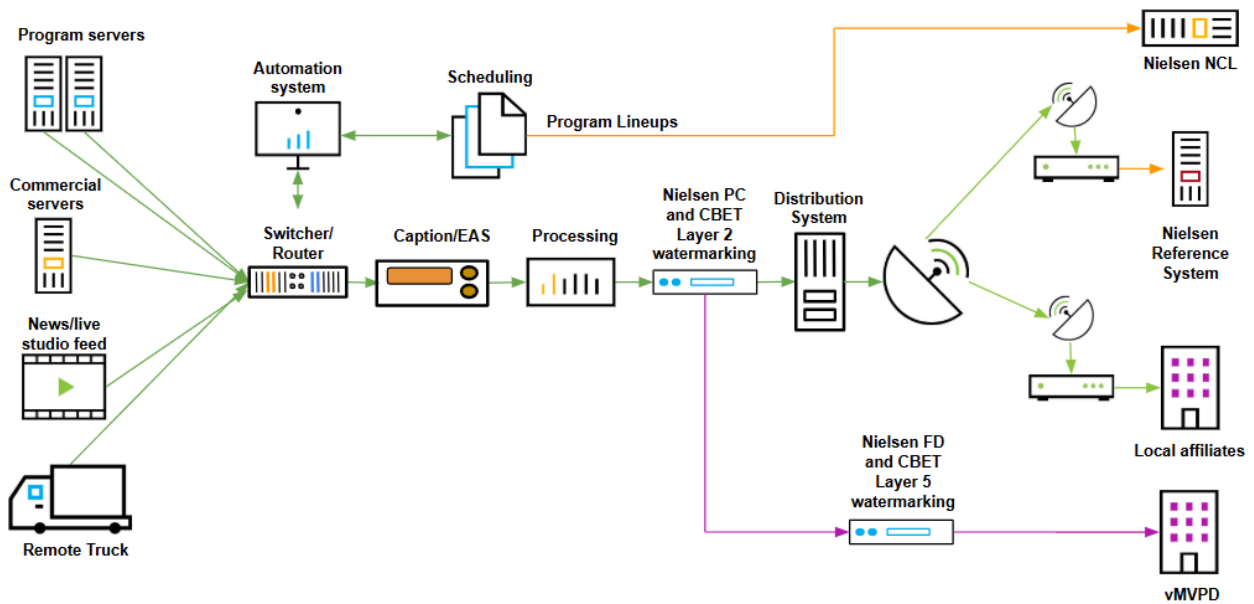 Program servers
Automation
system
Scheduling
Nielsen NCL
Program Lineups
Commercial
servers
Nielsen PC
and CBET
Layer 2
watermarking
Distribution
System
Switcher/
Router
Caption/EAS
Processing
Nielsen
Reference
System
News/live
studio feed
Nielsen FD
and CBET
Layer 5
watermarking
Local affiliates
Remote Truck
vMVPD